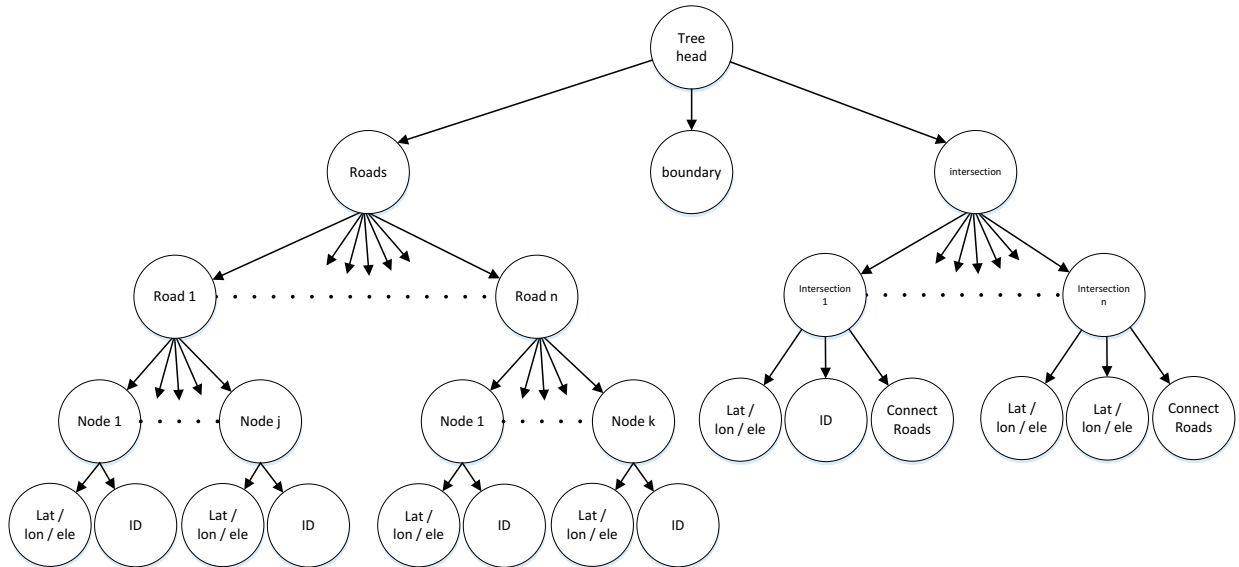 Tree
head
Roads
boundary
intersection
Road 1
Road n
Intersection
1
Intersection
n
Node 1
Node j
Node 1
Node k
Lat /
lon / ele
ID
Connect
Roads
Lat /
lon / ele
Lat /
lon / ele
Connect
Roads
Lat /
lon / ele
ID
Lat /
lon / ele
ID
Lat /
lon / ele
ID
Lat /
lon / ele
ID